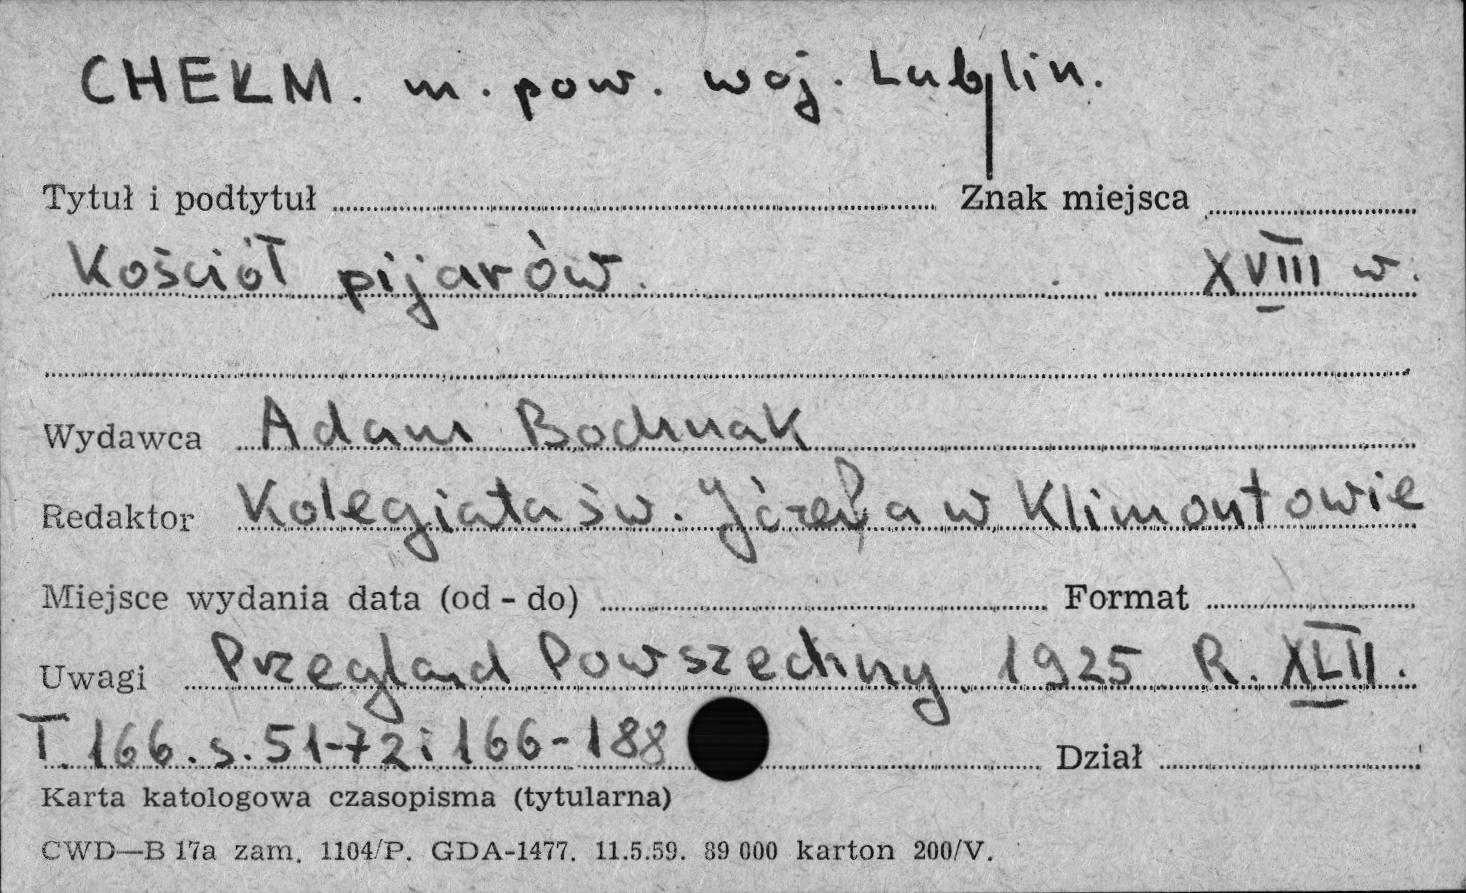 CHEŁM. m. pow. woj. Lublin.
Tytuł i podtytuł Znak miejsca
Kościół pijarów. XVIII w.
Wydawca Adam Bochnak
Redaktor Kolegiata św. Józefa w Klimontowie
Miejsce wydania data (od - do) Format
Uwagi Przegląd Powszechny. 1925 R. XLII.
T. 166. s. 51-72 i 166-188 Dział
Karta katologowa czasopisma (tytularna)
CWD—B 17a zam. 1104/P. GDA-1477. 11.5.59. 89 000 karton 200/V.